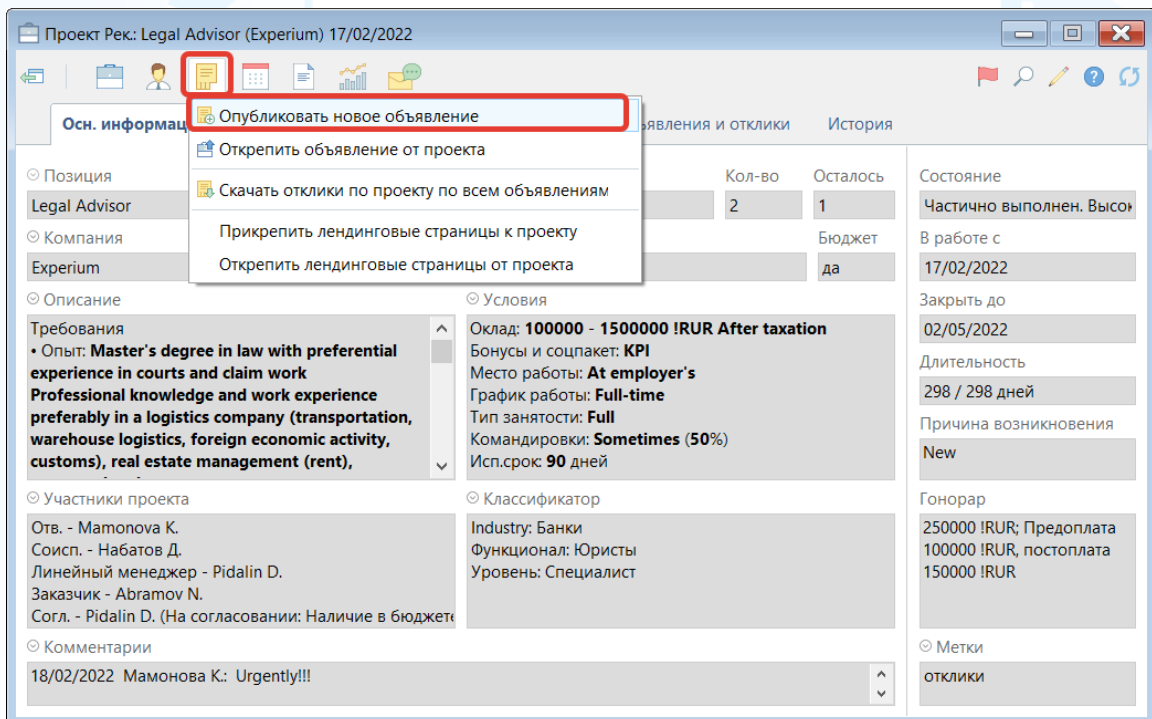 Проект Рек.: Legal Advisor (Experium) 17/02/2022
Опубликовать новое объявление
Открепить объявление от проекта
Скачать отклики по проекту по всем объявлениям
Прикрепить лендинговые страницы к проекту
Открепить лендинговые страницы от проекта
Осн. информац
ъявления и отклики
История
Позиция
Кол-во
Осталось
Состояние
Legal Advisor
2
1
Частично выполнен. Высок
Компания
Бюджет
В работе с
Experium
да
17/02/2022
Описание
Условия
Закрыть до
Требования
• Опыт: Master's degree in law with preferential
experience in courts and claim work
Professional knowledge and work experience
preferably in a logistics company (transportation,
warehouse logistics, foreign economic activity,
customs), real estate management (rent),
Оклад: 100000 - 1500000 !RUR After taxation
Бонусы и соцпакет: KPI
Место работы: At employer's
График работы: Full-time
Тип занятости: Full
Командировки: Sometimes (50%)
Исп.срок: 90 дней
02/05/2022
Длительность
298 / 298 дней
Причина возникновения
New
Участники проекта
Классификатор
Гонорар
Отв. - Mamonova K.
Соисп. - Набатов Д.
Линейный менеджер - Pidalin D.
Заказчик - Abramov N.
Согл. - Pidalin D. (На согласовании: Наличие в бюджете
Industry: Банки
Функционал: Юристы
Уровень: Специалист
250000 !RUR; Предоплата
100000 !RUR, постоплата
150000 !RUR
Комментарии
Метки
18/02/2022 Мамонова К.: Urgently!!!
отклики